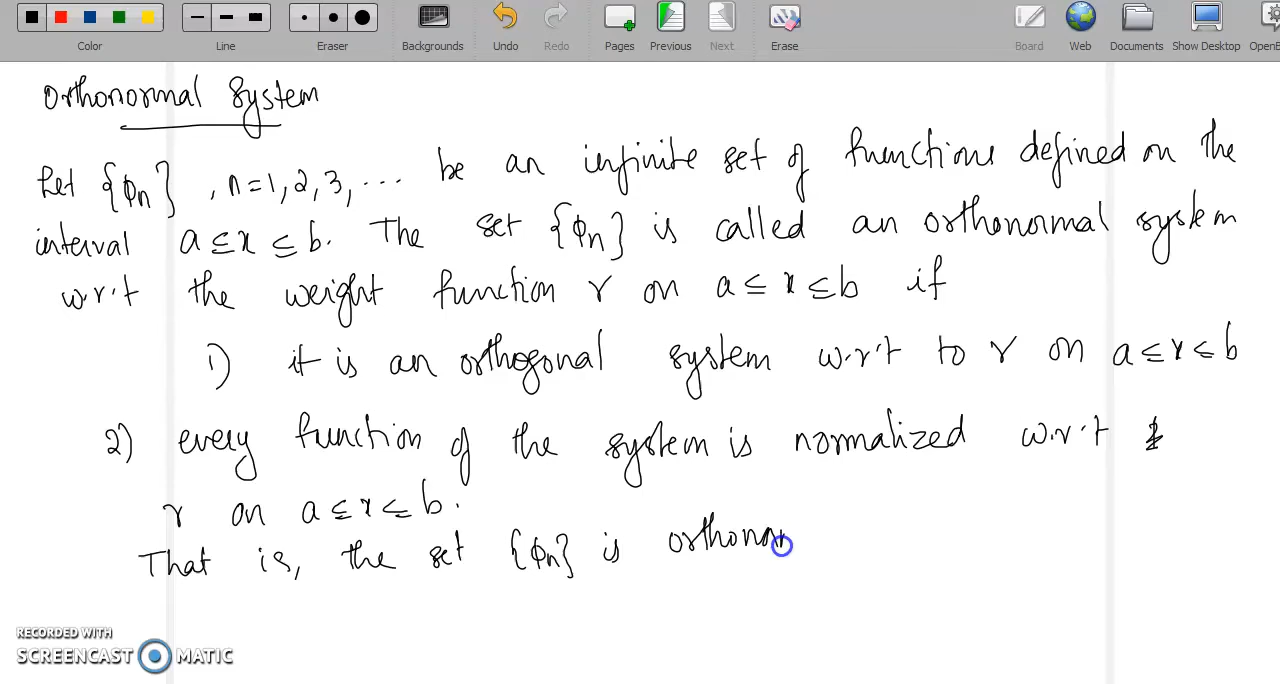 Color
Line
Eraser
Backgrounds
Undo
Redo
Pages
Previous
Next
Erase
Board
Web
Documents
Show Desktop
OpenB
Orthonormal System
Let {ϕn} , n=1, 2, 3, ... be an infinite set of functions defined on the
interval a ≤ x ≤ b. The set {ϕn} is called an orthonormal system
w.r.t the weight function r on a ≤ x ≤ b if
1) it is an orthogonal system w.r.t to r on a ≤ x ≤ b
2) every function of the system is normalized w.r.t
r on a ≤ x ≤ b.
That is, the set {ϕn} is orthonor
RECORDED WITH
SCREENCAST MATIC